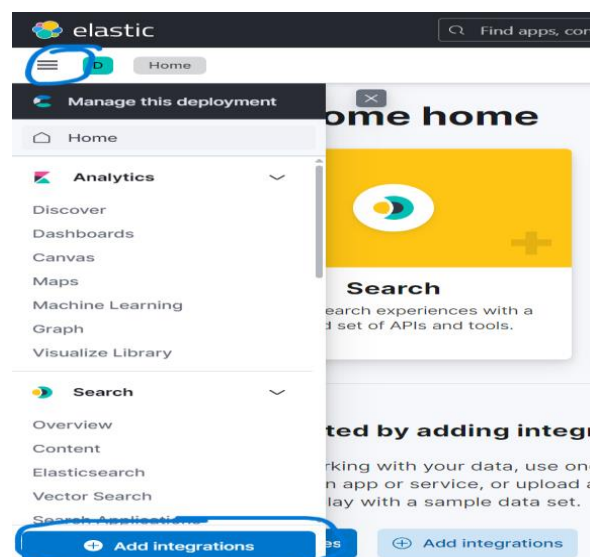 elastic
Find apps, con
D Home
Manage this deployment
ome home
Home
Analytics
Discover
Dashboards
Canvas
Maps
Machine Learning
Graph
Visualize Library
Search
earch experiences with a
d set of APIs and tools.
Search
Overview
Content
Elasticsearch
Vector Search
Search Applications
Add integrations
ted by adding integr
rking with your data, use one
n app or service, or upload a
lay with a sample data set.
es
Add integrations